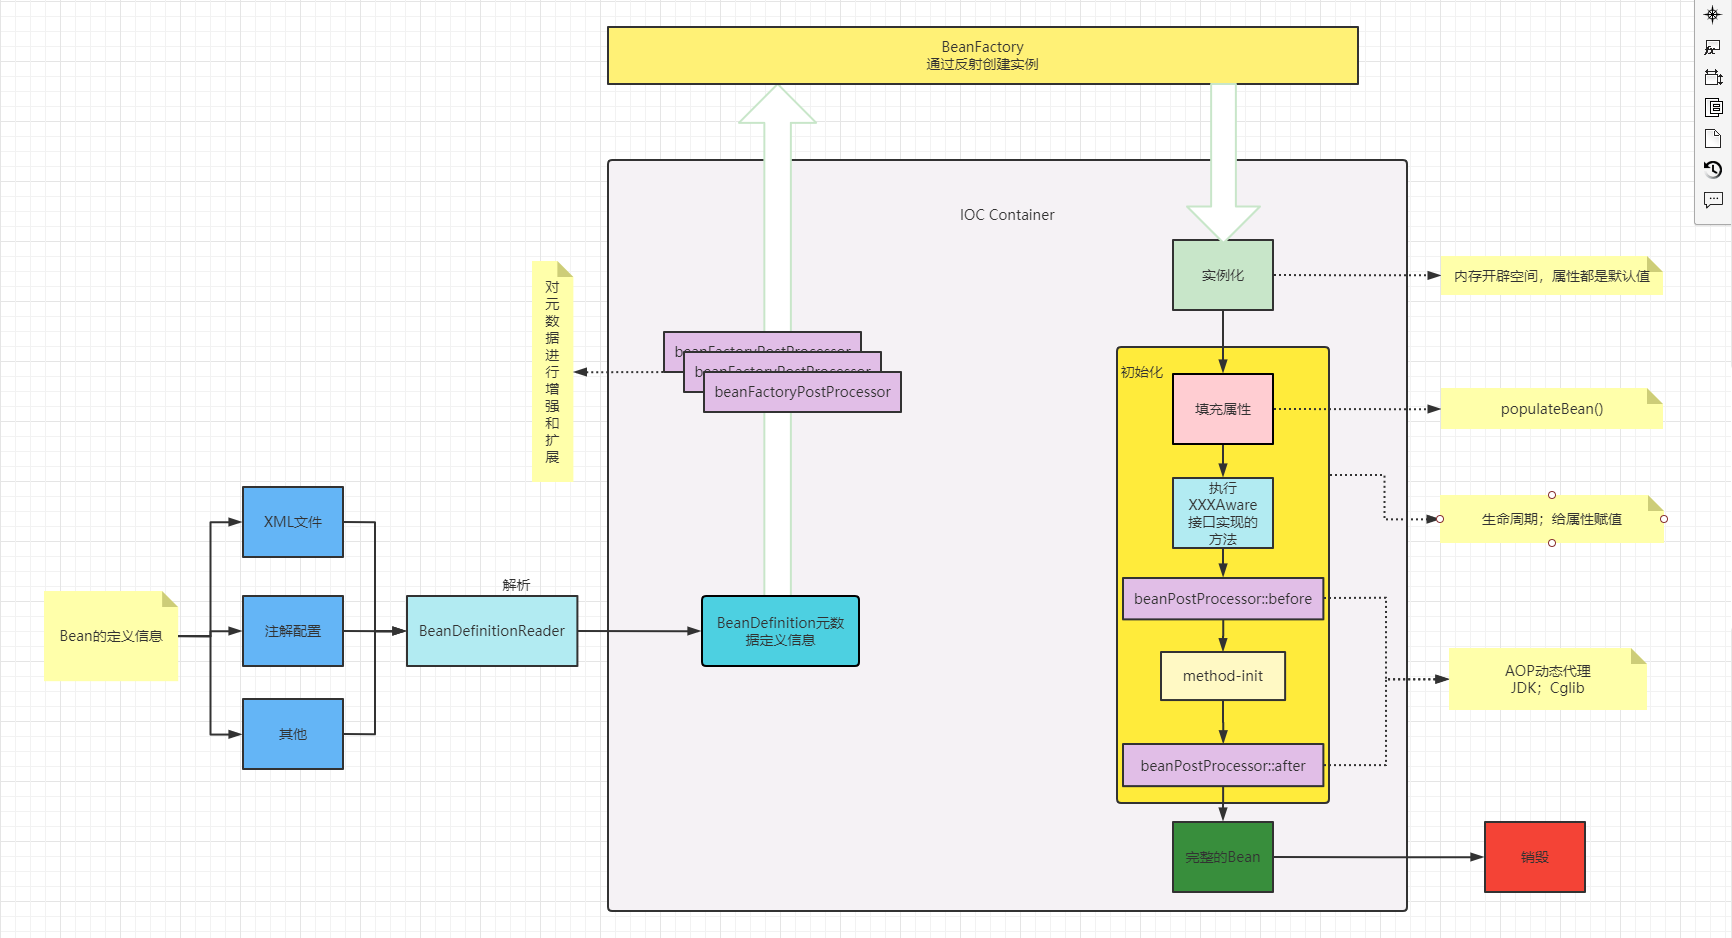 BeanFactory
通过反射创建实例
IOC Container
实例化
内存开辟空间，属性都是默认值
对
元
数
据
进
行
增
强
和
扩
展
beanFactoryPostProcessor
beanFactoryPostProcessor
beanFactoryPostProcessor
初始化
填充属性
populateBean()
执行
XXXAware
接口实现的
方法
生命周期；给属性赋值
XML文件
解析
Bean的定义信息
注解配置
BeanDefinitionReader
BeanDefinition元数
据定义信息
beanPostProcessor::before
method-init
AOP动态代理
JDK；Cglib
其他
beanPostProcessor::after
完整的Bean
销毁